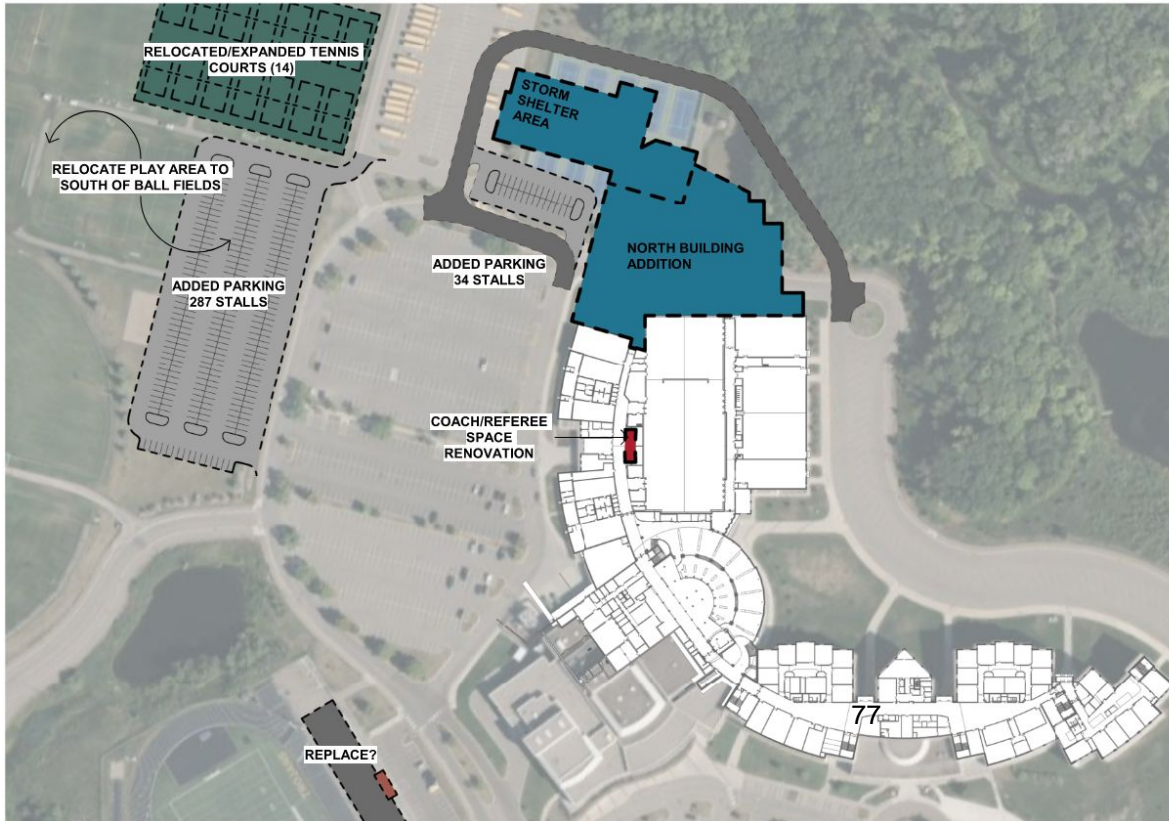 RELOCATED/EXPANDED TENNIS
COURTS (14)
STORM
SHELTER
AREA
RELOCATE PLAY AREA TO
SOUTH OF BALL FIELDS
NORTH BUILDING
ADDITION
ADDED PARKING
34 STALLS
ADDED PARKING
287 STALLS
COACH/REFEREE
SPACE
RENOVATION
77
REPLACE?